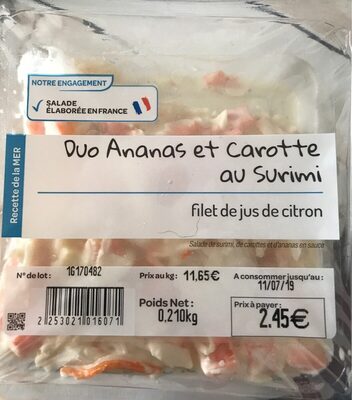 NOTRE ENGAGEMENT
SALADE
ÉLABORÉE EN FRANCE
Recette de la MER
Duo Ananas et Carotte
au Surimi
filet de jus de citron
Salade de surimi, de carottes et d'ananas en sauce
N° de lot: 16170482
Prix au kg: 11,65€
A consommer jusqu'au:
11/07/19
Poids Net:
0,210kg
Prix à payer:
2.45€
2 253021 016071